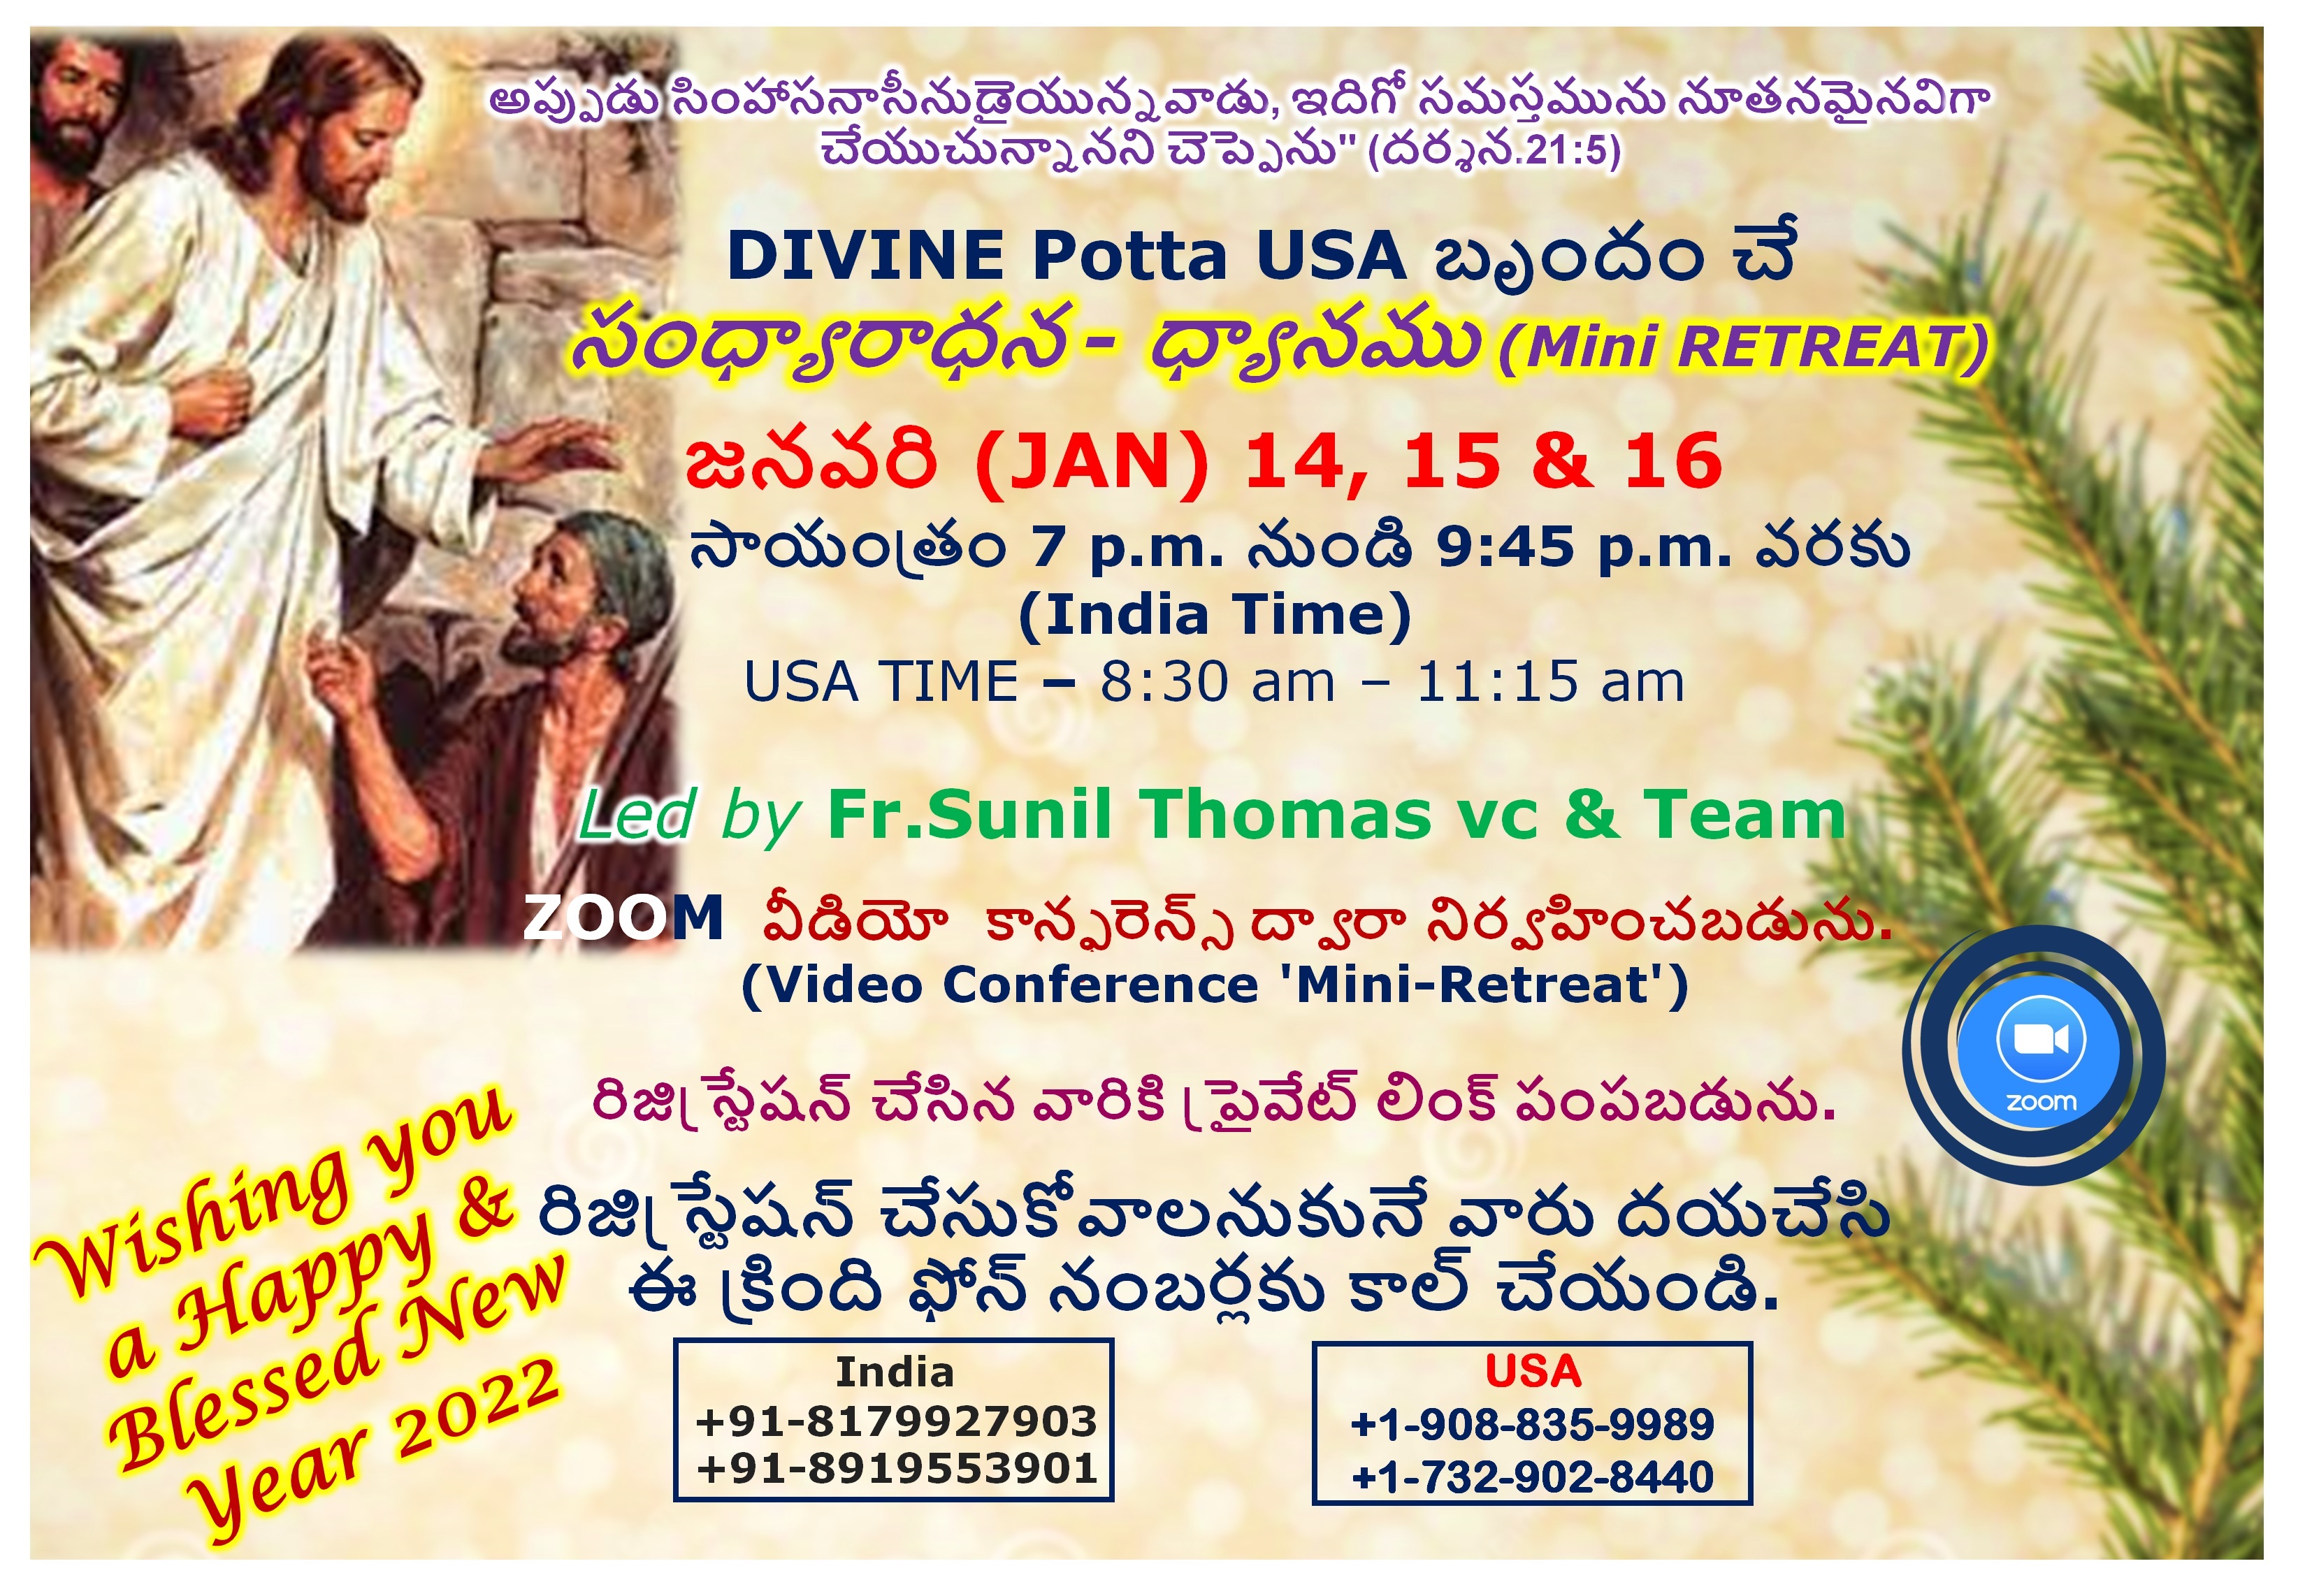 అప్పుడు సింహాసనాసీనుడైయున్నవాడు, ఇదిగో సమస్తమును నూతనమైనవిగా
చేయుచున్నానని చెప్పెను" (దర్శన.21:5)
DIVINE Potta USA బృందం చే
సంధ్యారాధన - ధ్యానము (Mini RETREAT)
జనవరి (JAN) 14, 15 & 16
సాయంత్రం 7 p.m. నుండి 9:45 p.m. వరకు
(India Time)
USA TIME – 8:30 am – 11:15 am
Led by Fr.Sunil Thomas vc & Team
ZOOM వీడియో కాన్ఫరెన్స్ ద్వారా నిర్వహించబడును.
(Video Conference 'Mini-Retreat')
zoom
రిజిస్ట్రేషన్ చేసిన వారికి ప్రైవేట్ లింక్ పంపబడును.
రిజిస్ట్రేషన్ చేసుకోవాలనుకునే వారు దయచేసి
ఈ క్రింది ఫోన్ నంబర్లకు కాల్ చేయండి.
Wishing you
a Happy &
Blessed New
Year 2022
India
+91-8179927903
+91-8919553901
USA
+1-908-835-9989
+1-732-902-8440